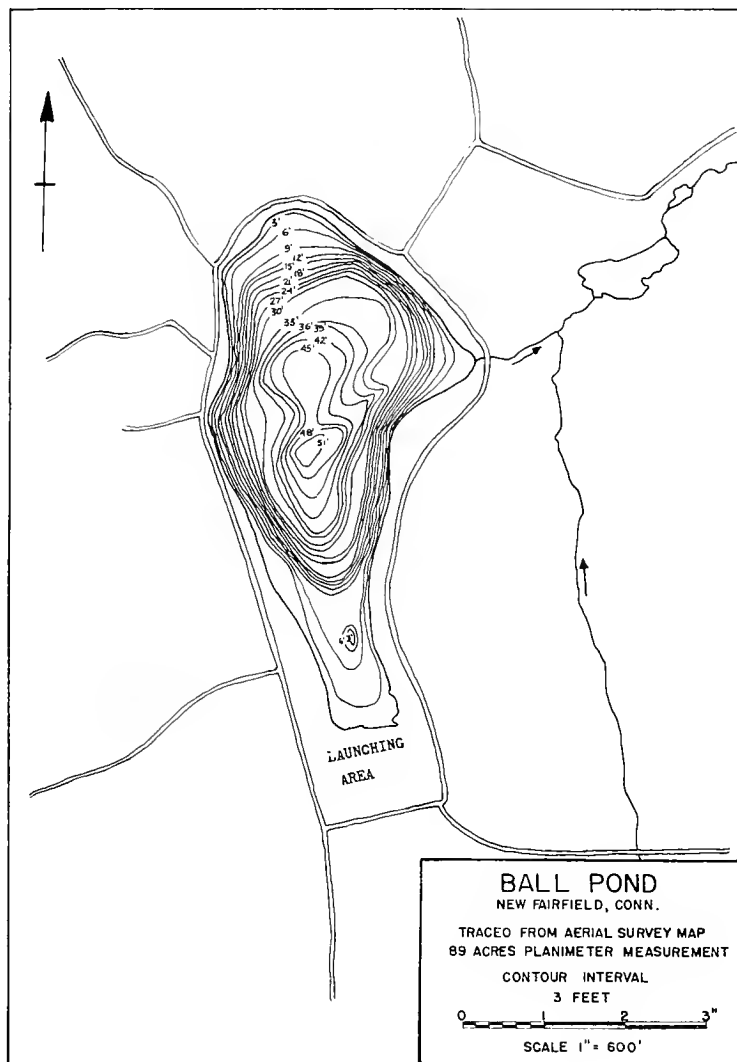 3'
6'
9'
12'
15'
18'
21'
24'
27'
30'
33'
36'
39'
42'
45'
48'
51'
LAUNCHING
AREA
BALL POND
NEW FAIRFIELD, CONN.
TRACED FROM AERIAL SURVEY MAP
89 ACRES PLANIMETER MEASUREMENT
CONTOUR INTERVAL
3 FEET
0 1 2 3"
SCALE 1" = 600'